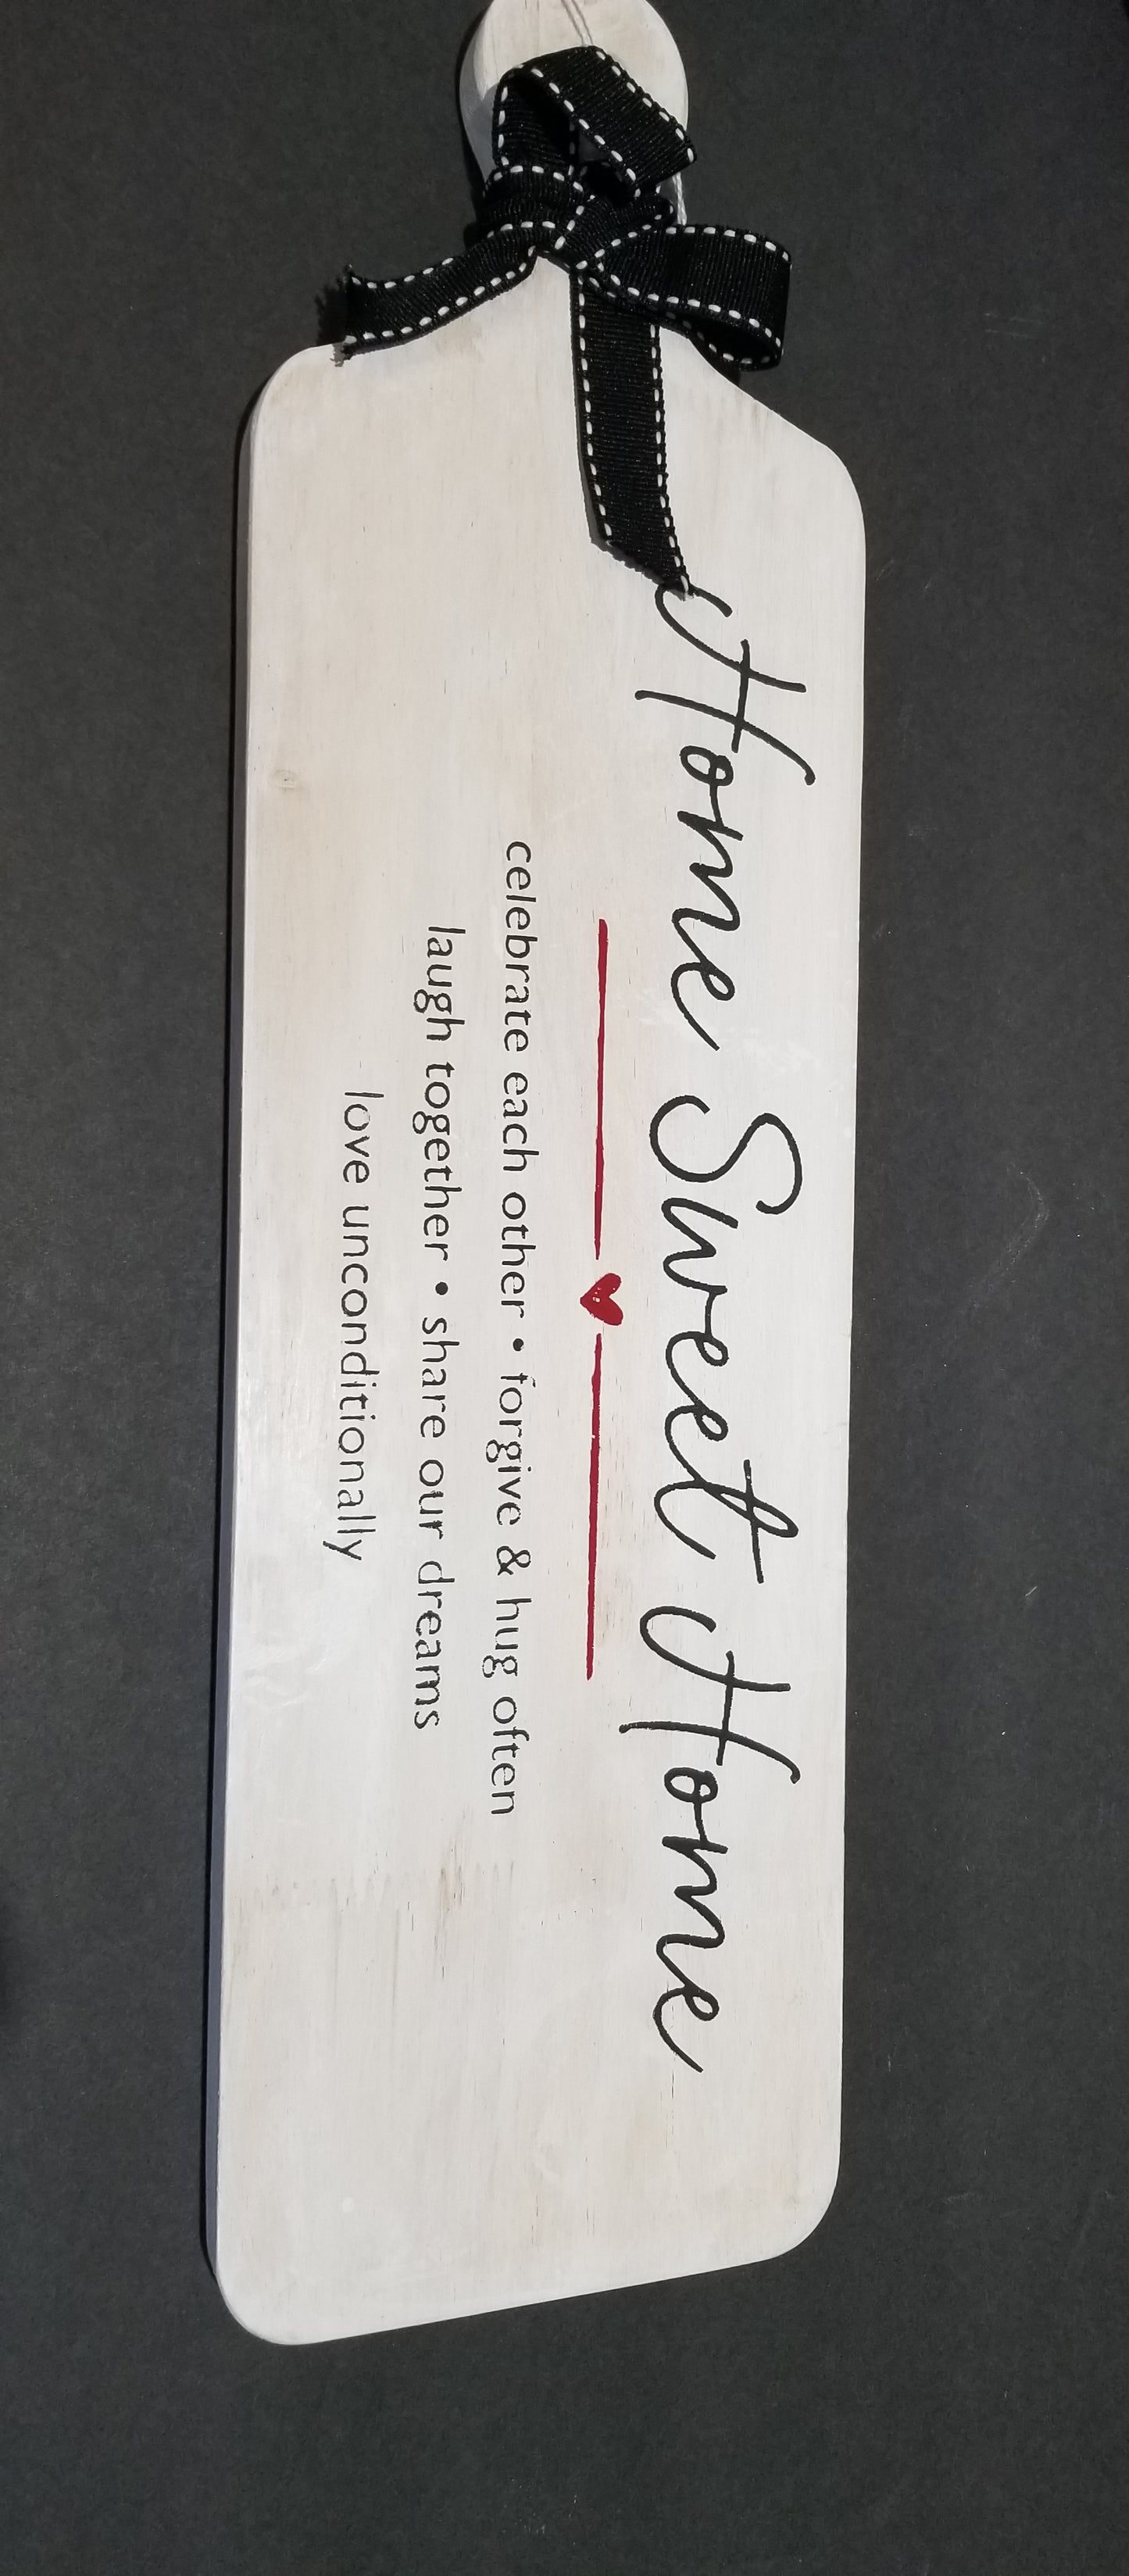 Home Sweet Home
celebrate each other • forgive & hug often
laugh together • share our dreams
love unconditionally